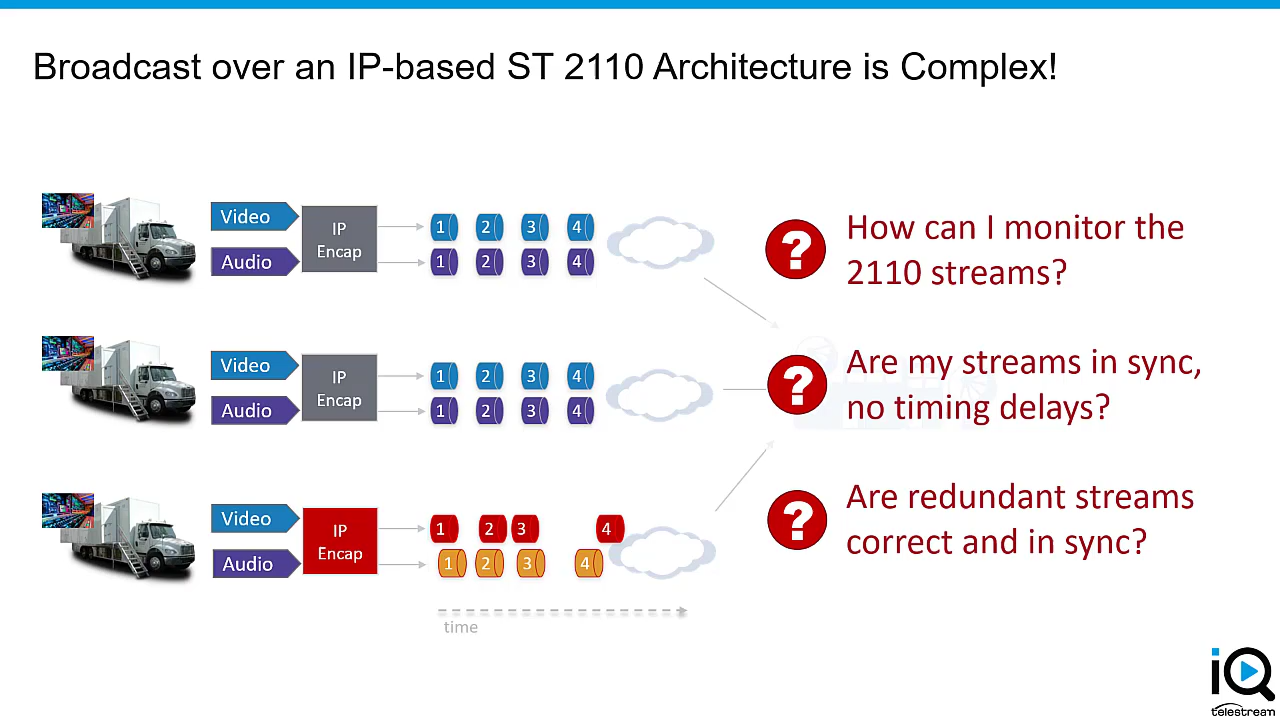 Broadcast over an IP-based ST 2110 Architecture is Complex!
Video
Audio
IP
Encap
1 2 3 4
1 2 3 4
How can I monitor the
2110 streams?
Video
Audio
IP
Encap
1 2 3 4
1 2 3 4
Are my streams in sync,
no timing delays?
Video
Audio
IP
Encap
1 2 3 4
1 2 3 4
time
Are redundant streams
correct and in sync?
iQ
telestream